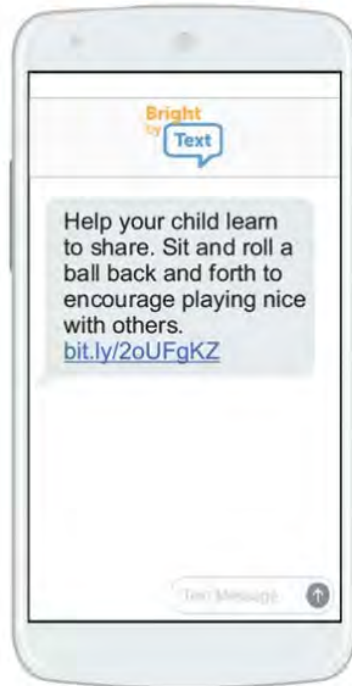 Bright
by
Text
Help your child learn
to share. Sit and roll a
ball back and forth to
encourage playing nice
with others.
bit.ly/2oUFgKZ
Text Message